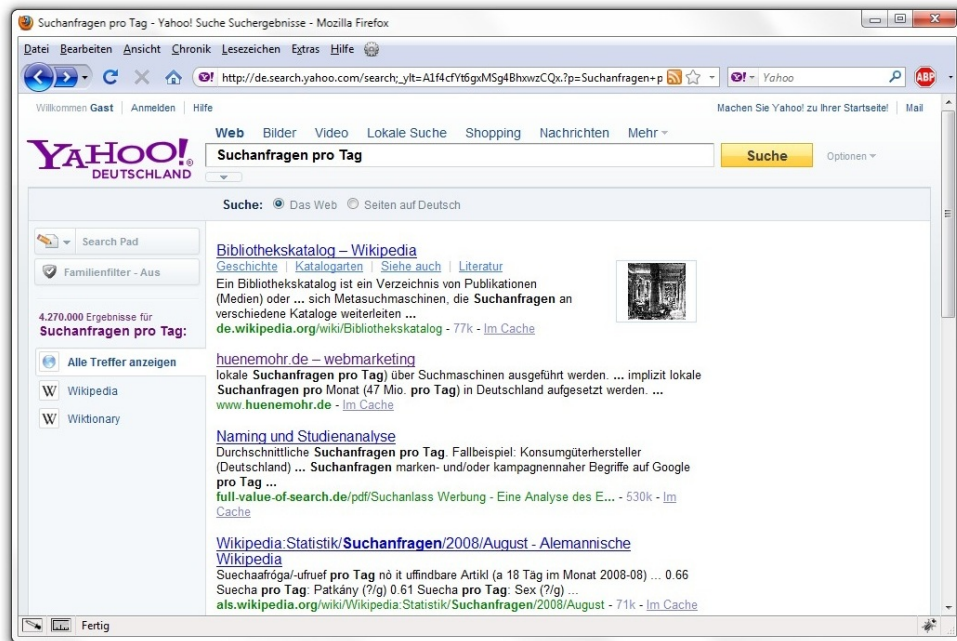 Suchanfragen pro Tag - Yahoo! Suche Suchergebnisse - Mozilla Firefox
Datei Bearbeiten Ansicht Chronik Lesezeichen Extras Hilfe
http://de.search.yahoo.com/search;_ylt=A1f4cfYt6gxMSg4BhxwzCQx.?p=Suchanfragen+p Yahoo ABP
Willkommen Gast | Anmelden | Hilfe Machen Sie Yahoo! zu Ihrer Startseite! | Mail
Web Bilder Video Lokale Suche Shopping Nachrichten Mehr
YAHOO!® DEUTSCHLAND
Suchanfragen pro Tag Suche Optionen
Suche: Das Web Seiten auf Deutsch
Search Pad
Familienfilter - Aus
4.270.000 Ergebnisse für
Suchanfragen pro Tag:
Alle Treffer anzeigen
W Wikipedia
W Wiktionary
Bibliothekskatalog – Wikipedia
Geschichte | Katalogarten | Siehe auch | Literatur
Ein Bibliothekskatalog ist ein Verzeichnis von Publikationen
(Medien) oder ... sich Metasuchmaschinen, die Suchanfragen an
verschiedene Kataloge weiterleiten ...
de.wikipedia.org/wiki/Bibliothekskatalog - 77k - Im Cache
huenemohr.de – webmarketing
lokale Suchanfragen pro Tag) über Suchmaschinen ausgeführt werden. ... implizit lokale
Suchanfragen pro Monat (47 Mio. pro Tag) in Deutschland aufgesetzt werden. ...
www.huenemohr.de - Im Cache
Naming und Studienanalyse
Durchschnittliche Suchanfragen pro Tag. Fallbeispiel: Konsumgüterhersteller
(Deutschland) ... Suchanfragen marken- und/oder kampagnennaher Begriffe auf Google
pro Tag ...
full-value-of-search.de/pdf/Suchanlass Werbung - Eine Analyse des E... - 530k - Im
Cache
Wikipedia:Statistik/Suchanfragen/2008/August - Alemannische
Wikipedia
Suechaafróga/-ufruef pro Tag nò it uffindbare Artikl (a 18 Täg im Monat 2008-08) ... 0.66
Suecha pro Tag: Patkány (?/g) 0.61 Suecha pro Tag: Sex (?/g) ...
als.wikipedia.org/wiki/Wikipedia:Statistik/Suchanfragen/2008/August - 71k - Im Cache
Fertig